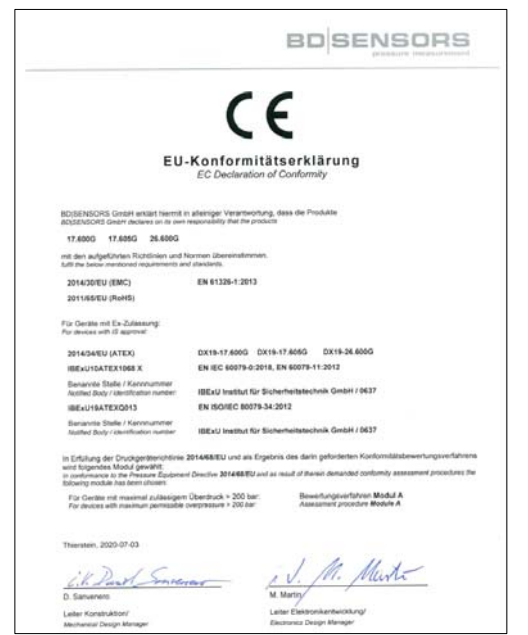 BD|SENSORS
pressure measurement
CE
EU-Konformitätserklärung
EC Declaration of Conformity
BD|SENSORS GmbH erklärt hiermit in alleiniger Verantwortung, dass die Produkte
BD|SENSORS GmbH declares on its own responsibility that the products
17.600G 17.605G 26.600G
mit den aufgeführten Richtlinien und Normen übereinstimmen.
fulfil the below mentioned requirements and standards.
2014/30/EU (EMC) EN 61326-1:2013
2011/65/EU (RoHS)
Für Geräte mit Ex-Zulassung:
For devices with IS approval:
2014/34/EU (ATEX) DX19-17.600G DX19-17.605G DX19-26.600G
IBExU10ATEX1068 X EN IEC 60079-0:2018, EN 60079-11:2012
Benannte Stelle / Kennnummer
Notified Body / Identification number IBExU Institut für Sicherheitstechnik GmbH / 0637
IBExU19ATEXQ013 EN ISO/IEC 80079-34:2012
Benannte Stelle / Kennnummer
Notified Body / Identification number IBExU Institut für Sicherheitstechnik GmbH / 0637
In Erfüllung der Druckgeräterichtlinie 2014/68/EU und als Ergebnis des darin geforderten Konformitätsbewertungsverfahrens
wird folgendes Modul gewählt:
In conformance to the Pressure Equipment Directive 2014/68/EU and as result of therein demanded conformity assessment procedures the
following module has been chosen:
Für Geräte mit maximal zulässigem Überdruck > 200 bar: Bewertungsverfahren Modul A
For devices with maximum permissible overpressure > 200 bar: Assessment procedure Module A
Thierstein, 2020-07-03
D. Sanvenero M. Martin
Leiter Konstruktion/ Leiter Elektronikentwicklung/
Mechanical Design Manager Electronics Design Manager